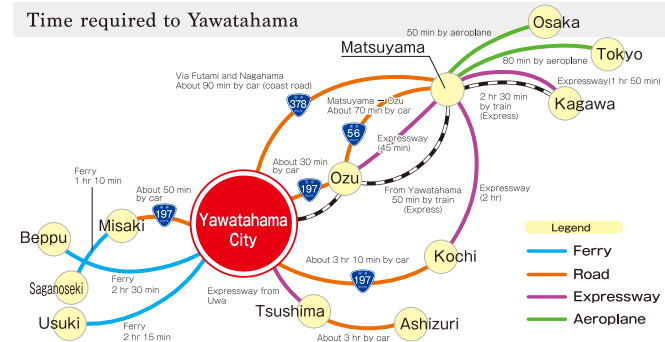 Time required to Yawatahama
Osaka
50 min by aeroplane
Tokyo
Matsuyama
80 min by aeroplane
Via Futami and Nagahama
About 90 min by car (coast road)
Expressway(1 hr 50 min)
Matsuyama – Ozu
About 70 min by car
2 hr 30 min
by train
(Express)
Kagawa
378
56
Expressway
(45 min)
Ferry
1 hr 10 min
About 30 min
by car
Ozu
197
About 50 min
by car
From Yawatahama
50 min by train
(Express)
Expressway
(2 hr)
197
Misaki
Yawatahama
City
Beppu
Legend
Ferry
Road
Expressway
Aeroplane
Kochi
About 3 hr 10 min by car
197
Saganoseki
Ferry
2 hr 30 min
Expressway from
Uwa
Tsushima
Usuki
Ferry
2 hr 15 min
Ashizuri
About 3 hr by car